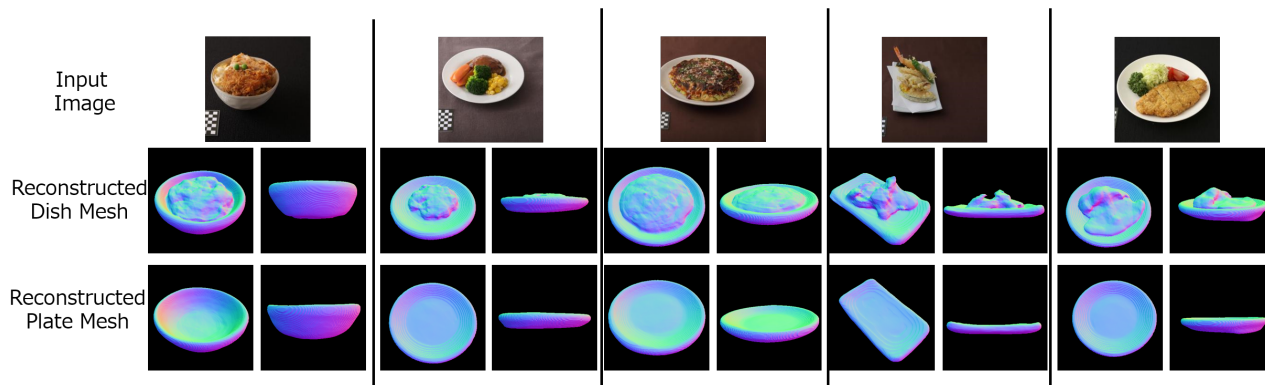 Input
Image
Reconstructed
Dish Mesh
Reconstructed
Plate Mesh